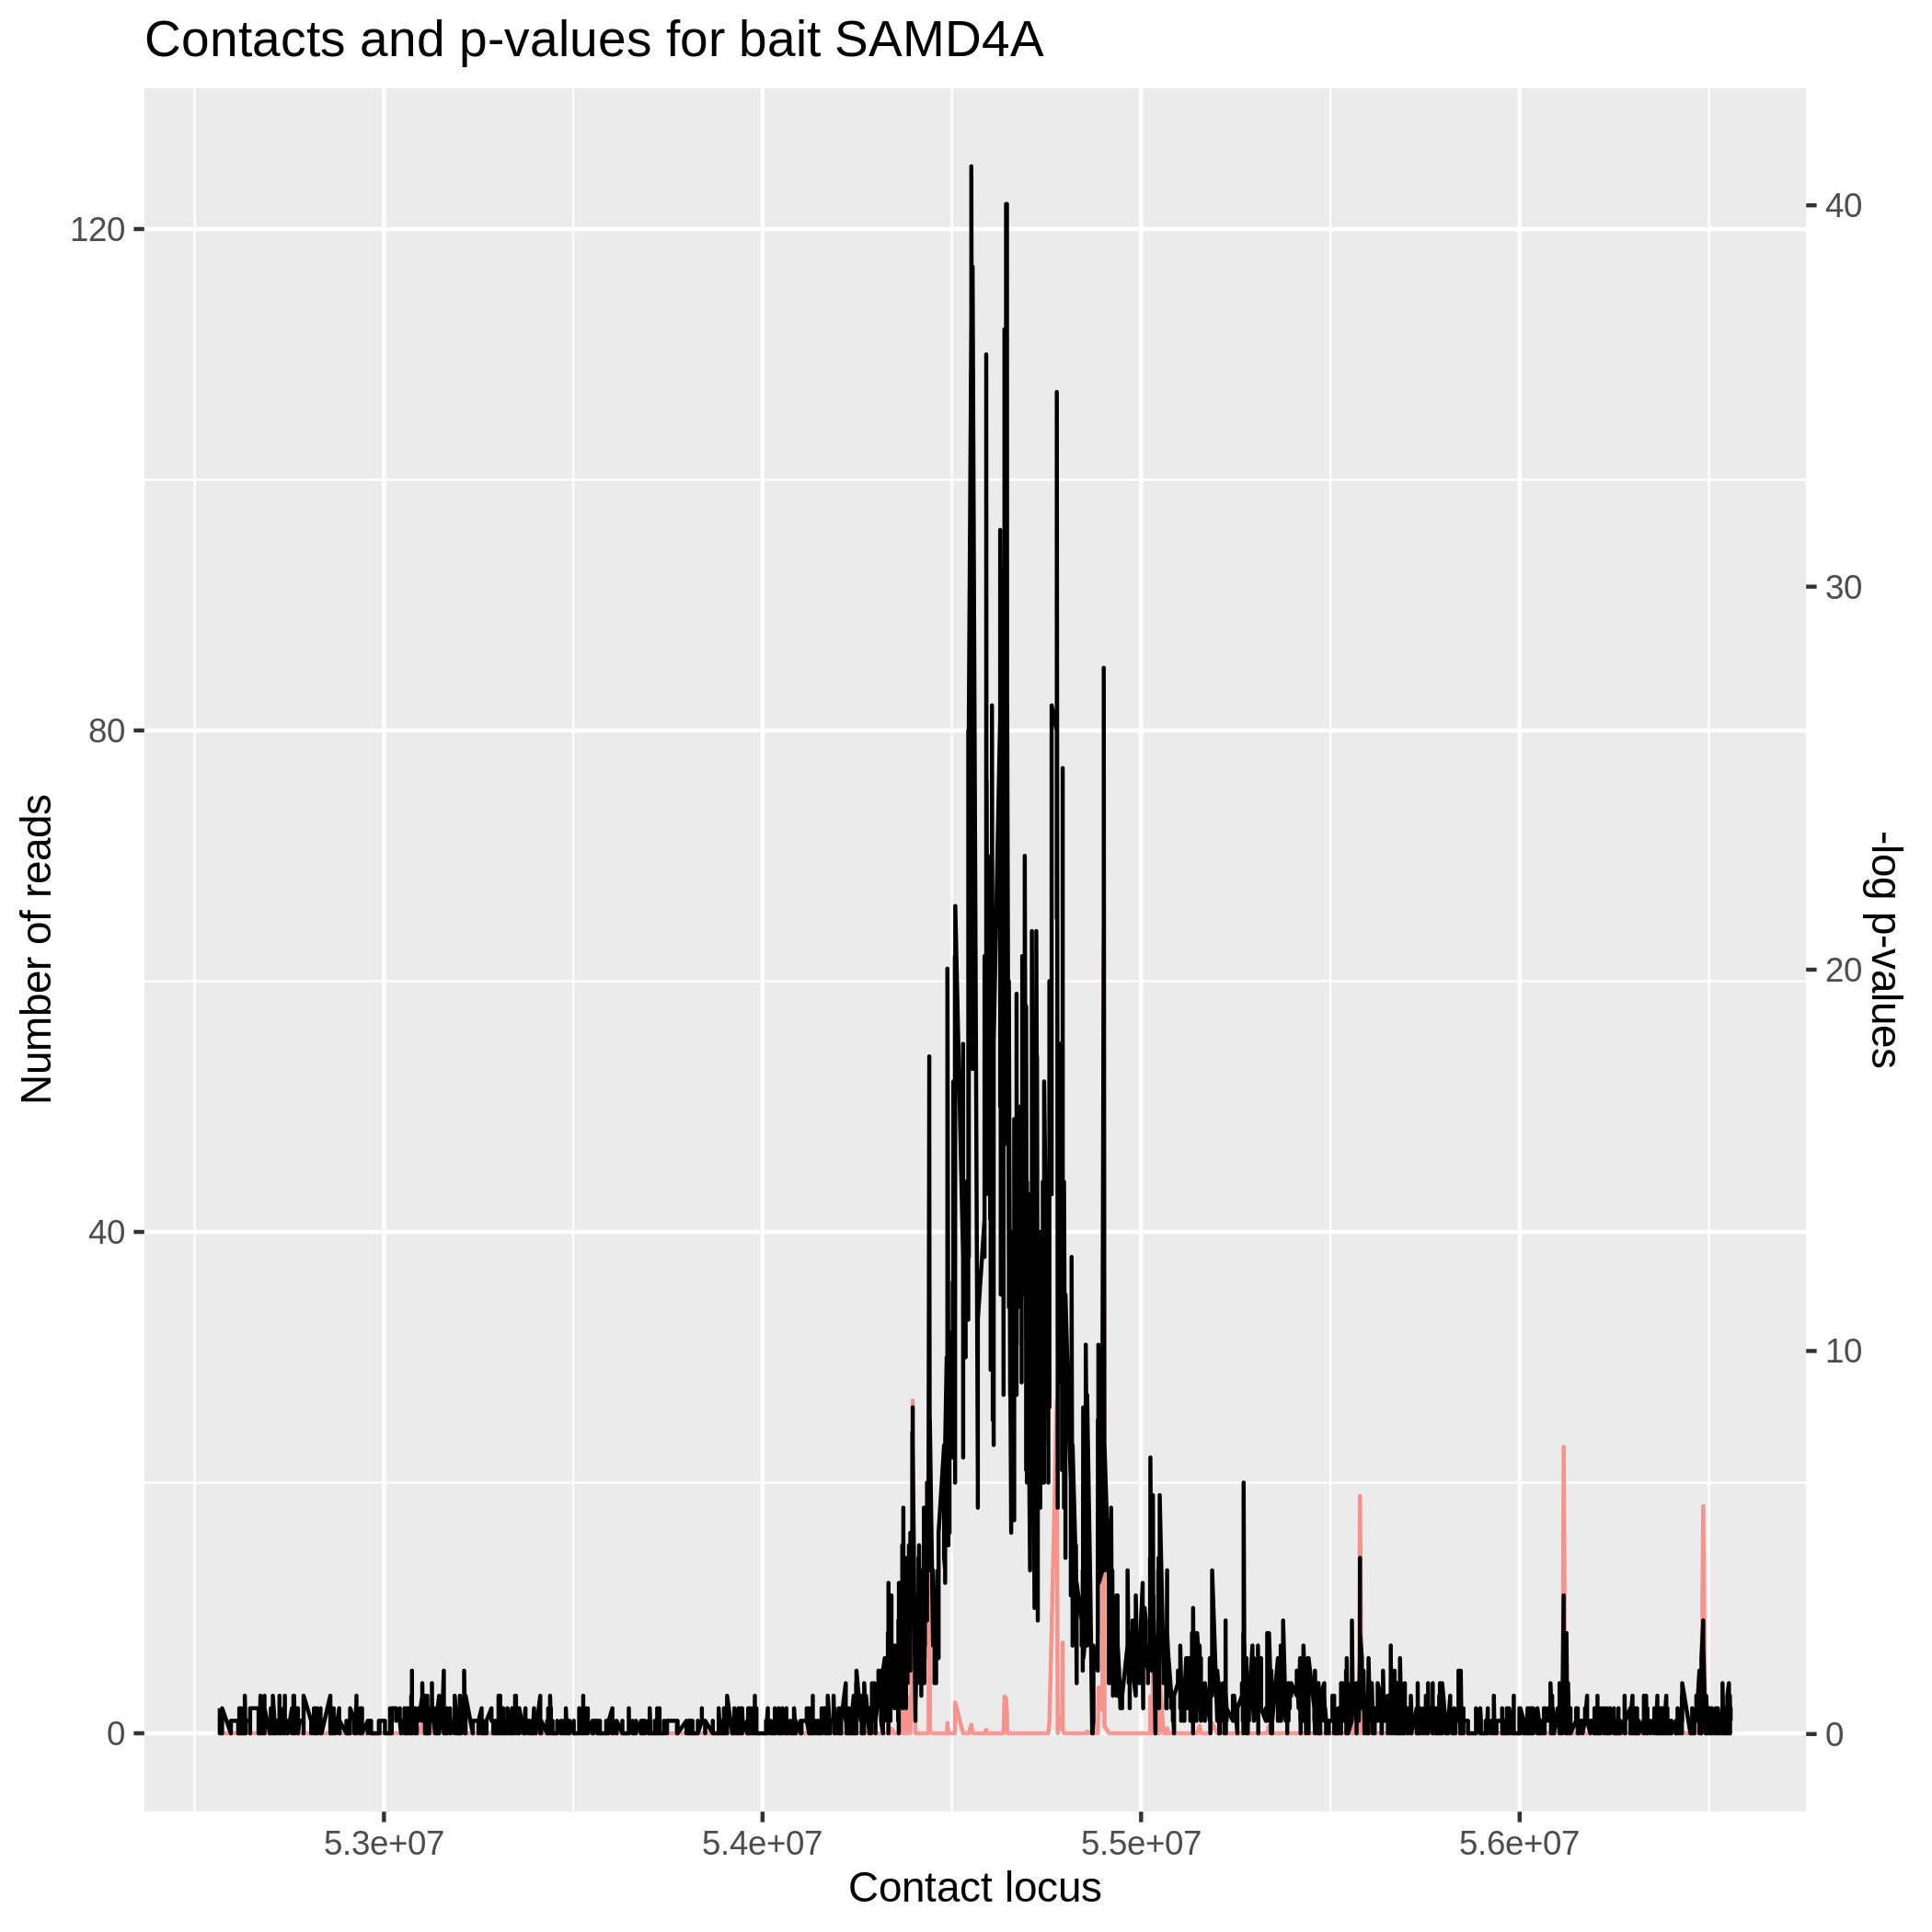 Contacts and p-values for bait SAMD4A
120
80
40
0
Number of reads
40
30
20
10
0
-log p-values
5.3e+07
5.4e+07
5.5e+07
5.6e+07
Contact locus